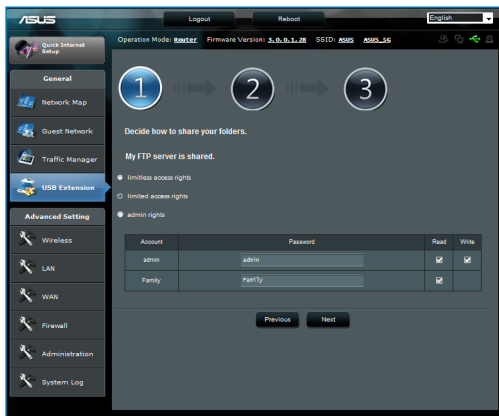 ASUS
Logout
Reboot
English
Quick Internet Setup
Operation Mode: Router Firmware Version: 3.0.0.1.28 SSID: ASUS ASUS_5G
General
Network Map
Guest Network
Traffic Manager
USB Extension
Advanced Setting
Wireless
LAN
WAN
Firewall
Administration
System Log
1
2
3
Decide how to share your folders.
My FTP server is shared.
limitless access rights
limited access rights
admin rights
Account Password Read Write
admin admin
Family Family
Previous Next